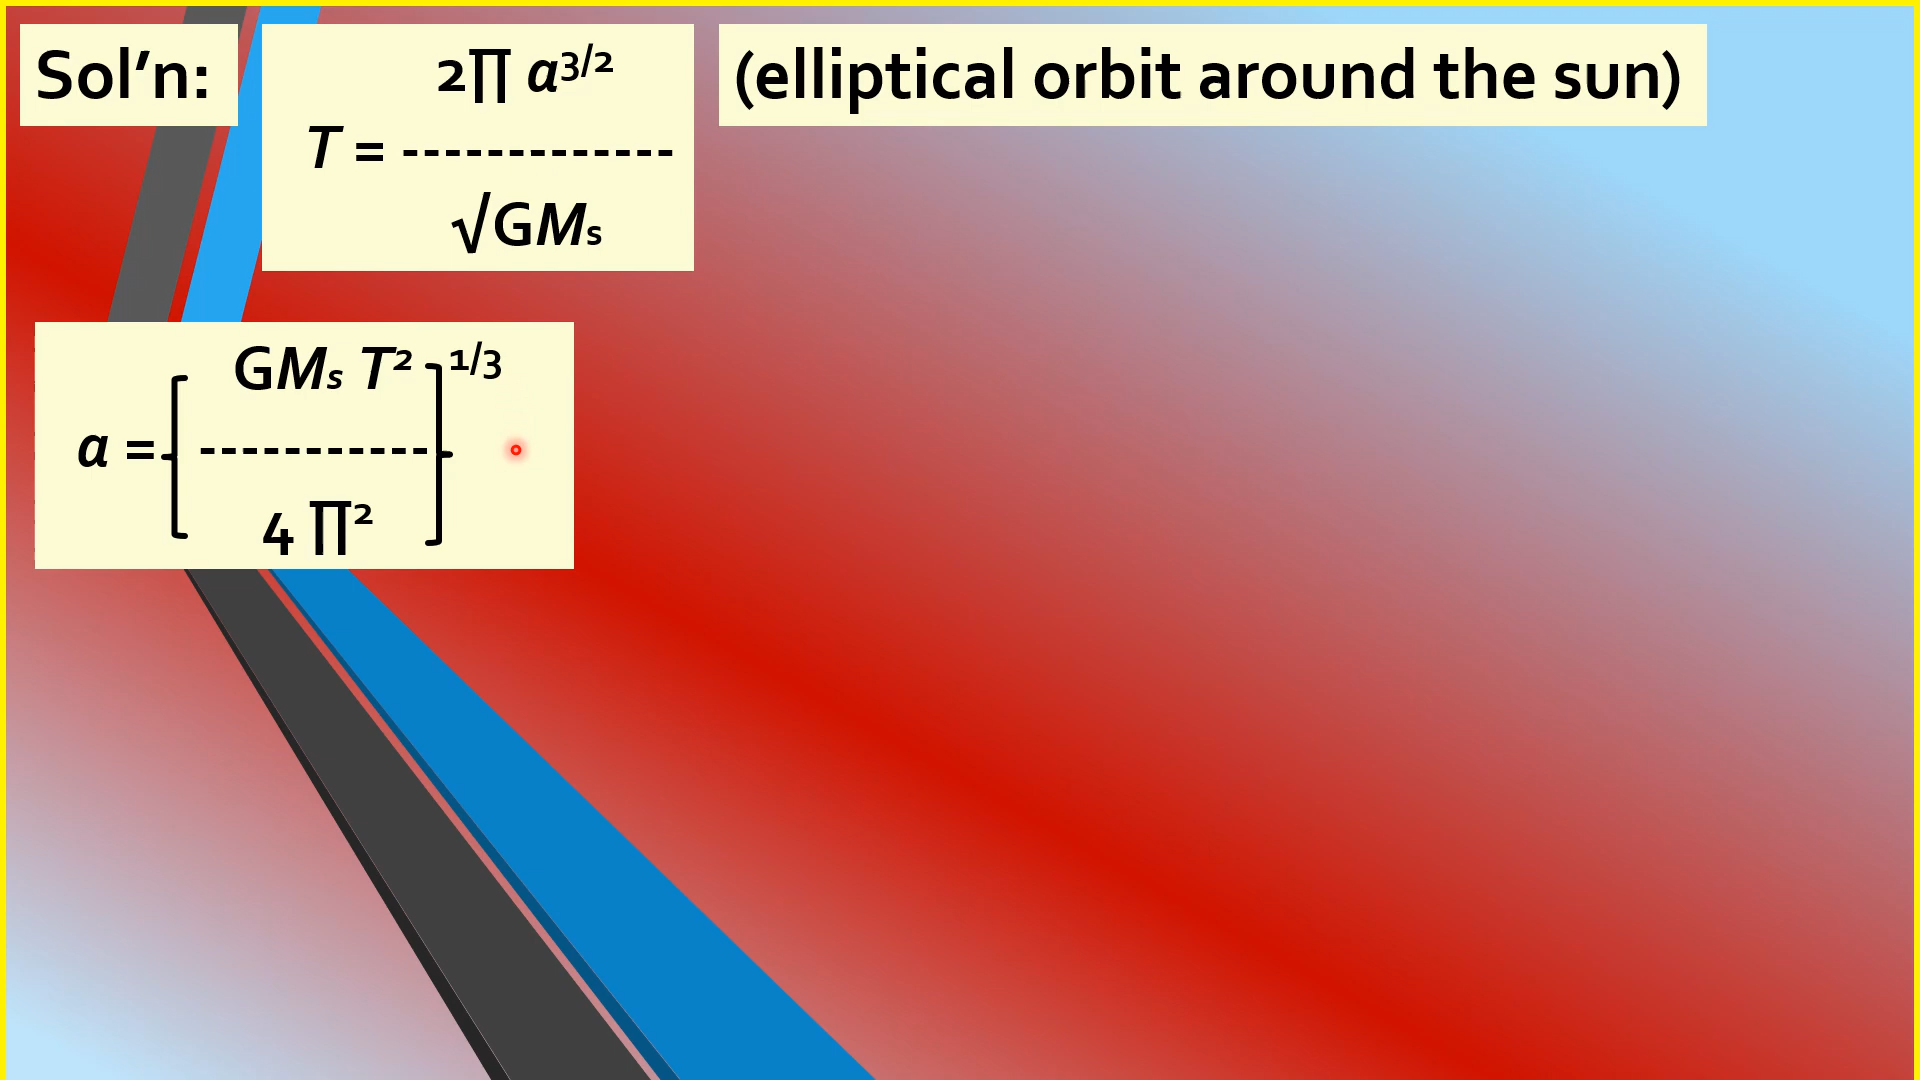 Sol’n:
2∏ a3/2
T = -------------
√GMs
(elliptical orbit around the sun)
GMs T2 1/3
a = -----------
4 ∏2